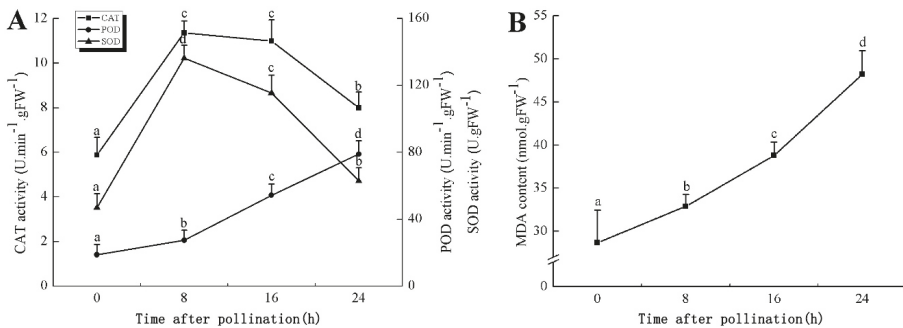 A
B
CAT
POD
SOD
12
10
8
6
4
2
0
160
120
80
40
0
CAT activity (U.min⁻¹.gFW⁻¹)
POD activity (U.min⁻¹.gFW⁻¹)
SOD activity (U.gFW⁻¹)
a
c
c
b
a
d
c
b
a
b
c
d
0
8
16
24
Time after pollination(h)
55
50
45
40
33
30
0
MDA content (nmol.gFW⁻¹)
a
b
c
d
0
8
16
24
Time after pollination(h)